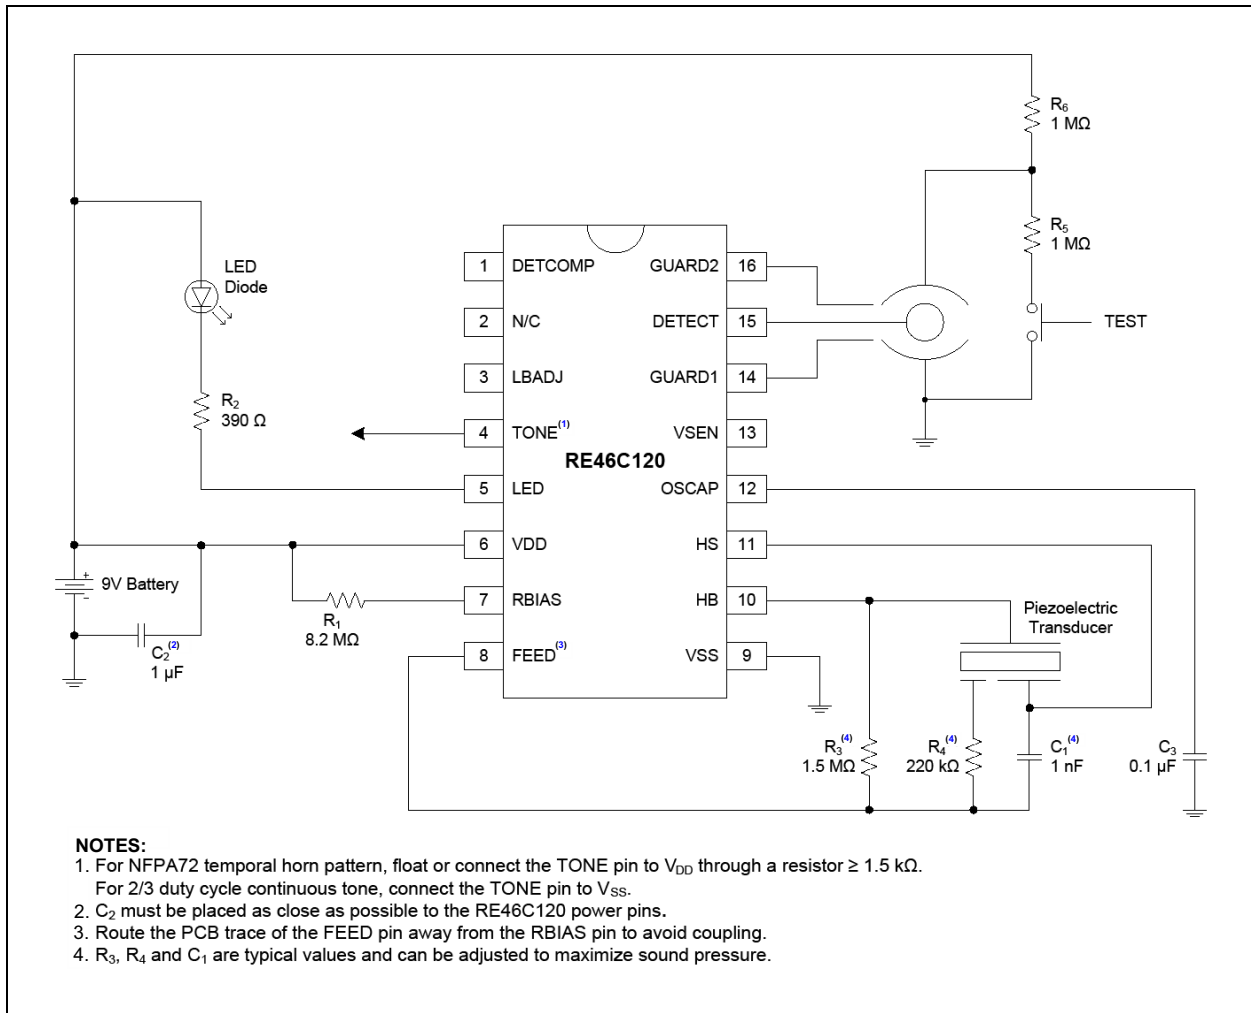 R6
1 MΩ
R5
1 MΩ
TEST
LED
Diode
R2
390 Ω
1 DETCOMP GUARD2 16
2 N/C DETECT 15
3 LBADJ GUARD1 14
4 TONE(1) VSEN 13
RE46C120
5 LED OSCAP 12
6 VDD HS 11
7 RBIAS HB 10
8 FEED(3) VSS 9
+
9V Battery
-
C2(2)
1 µF
R1
8.2 MΩ
Piezoelectric
Transducer
R3(4)
1.5 MΩ
R4(4)
220 kΩ
C1(4)
1 nF
C3
0.1 µF
NOTES:
1. For NFPA72 temporal horn pattern, float or connect the TONE pin to VDD through a resistor ≥ 1.5 kΩ.
For 2/3 duty cycle continuous tone, connect the TONE pin to VSS.
2. C2 must be placed as close as possible to the RE46C120 power pins.
3. Route the PCB trace of the FEED pin away from the RBIAS pin to avoid coupling.
4. R3, R4 and C1 are typical values and can be adjusted to maximize sound pressure.